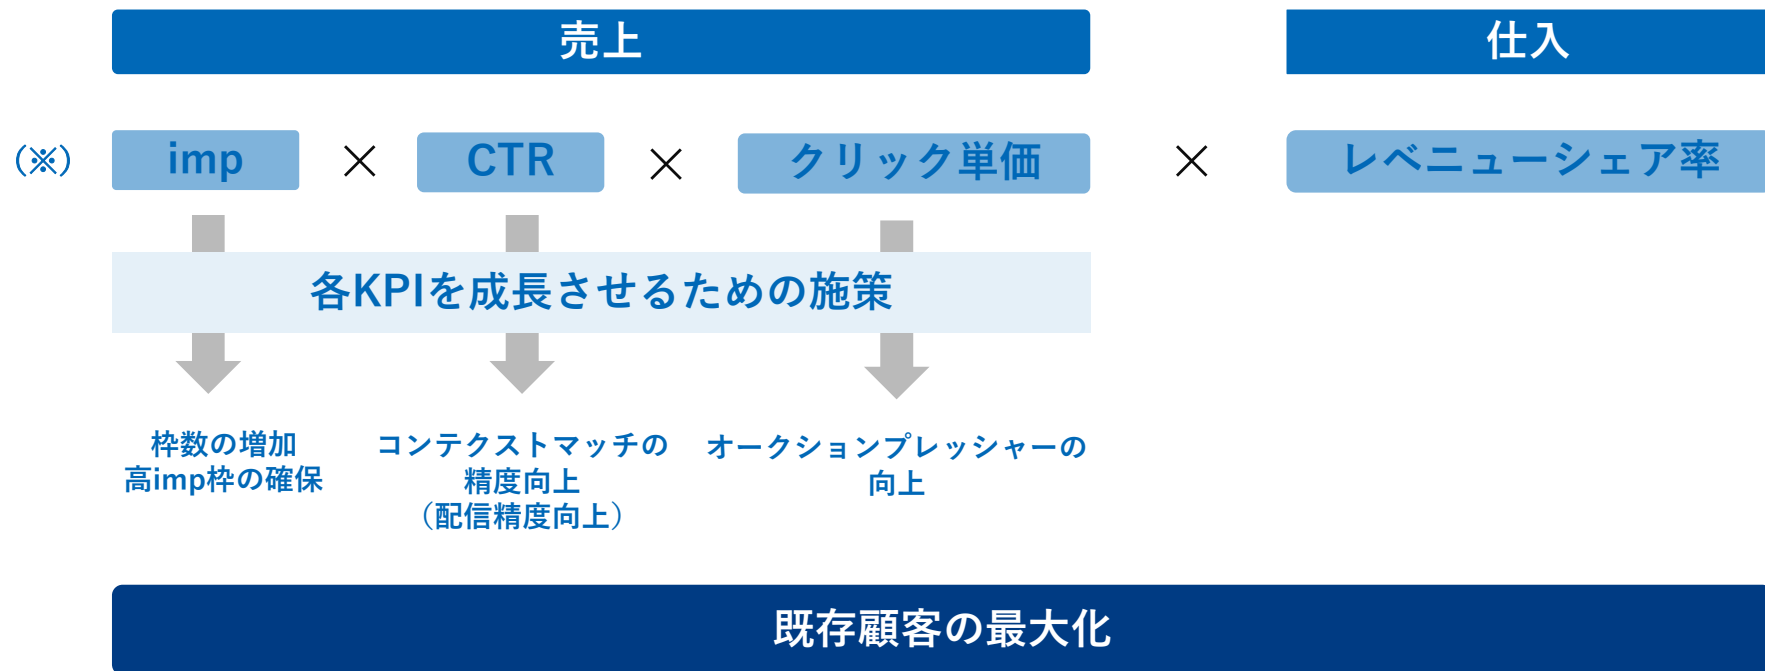 売上
仕入
(※)
imp
×
CTR
×
クリック単価
×
レベニューシェア率
各KPIを成長させるための施策
枠数の増加
高imp枠の確保
コンテクストマッチの
精度向上
（配信精度向上）
オークションプレッシャーの
向上
既存顧客の最大化